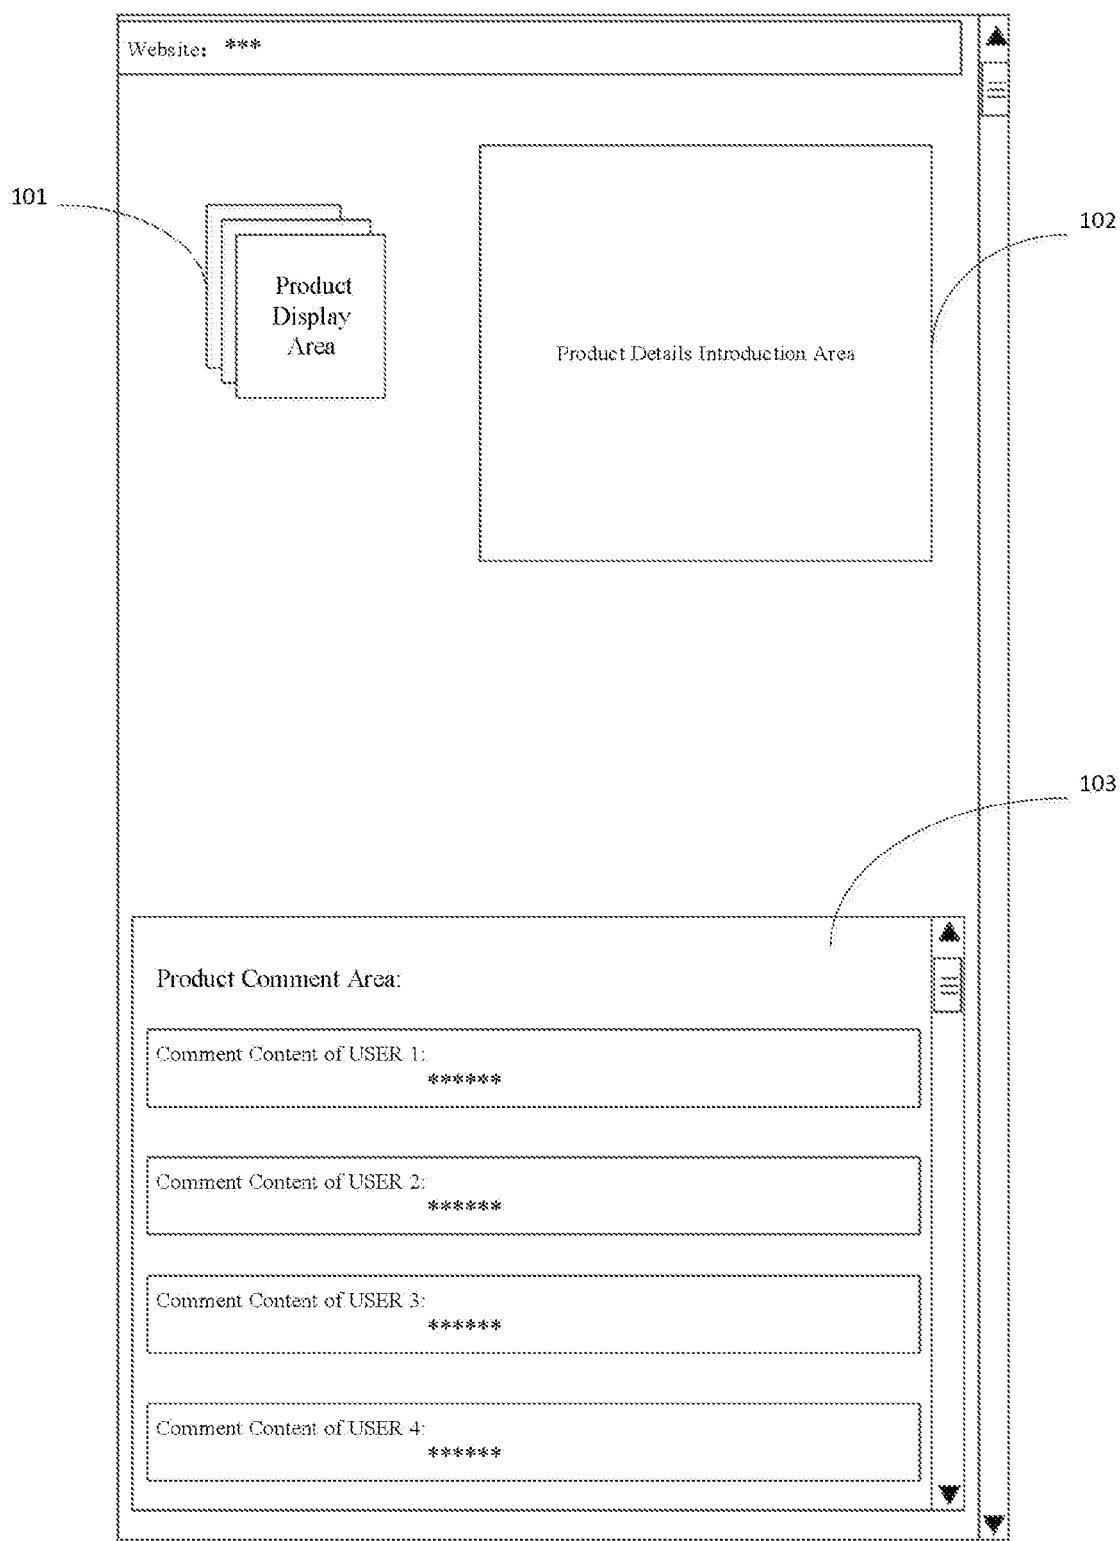 Website: ***
101
102
Product
Display
Area
Product Details Introduction Area
103
Product Comment Area:
Comment Content of USER 1:
******
Comment Content of USER 2:
******
Comment Content of USER 3:
******
Comment Content of USER 4:
******